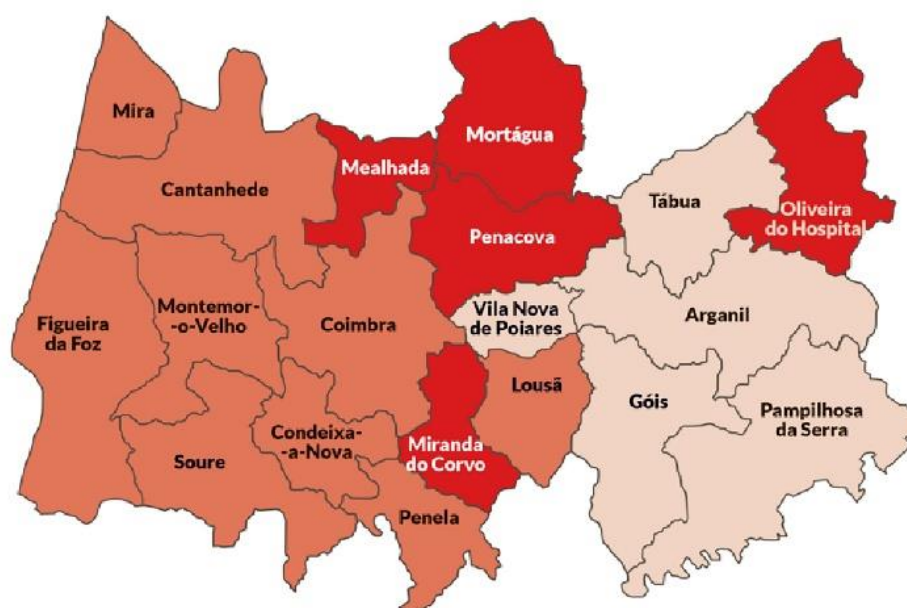 Mira
Mortágua
Mealhada
Cantanhede
Tábua
Oliveira
do Hospital
Penacova
Montemor-
-o-Velho
Vila Nova
de Poiares
Arganil
Figueira
da Foz
Coimbra
Lousã
Góis
Pampilhosa
da Serra
Condeixa-
-a-Nova
Miranda
do Corvo
Soure
Penela